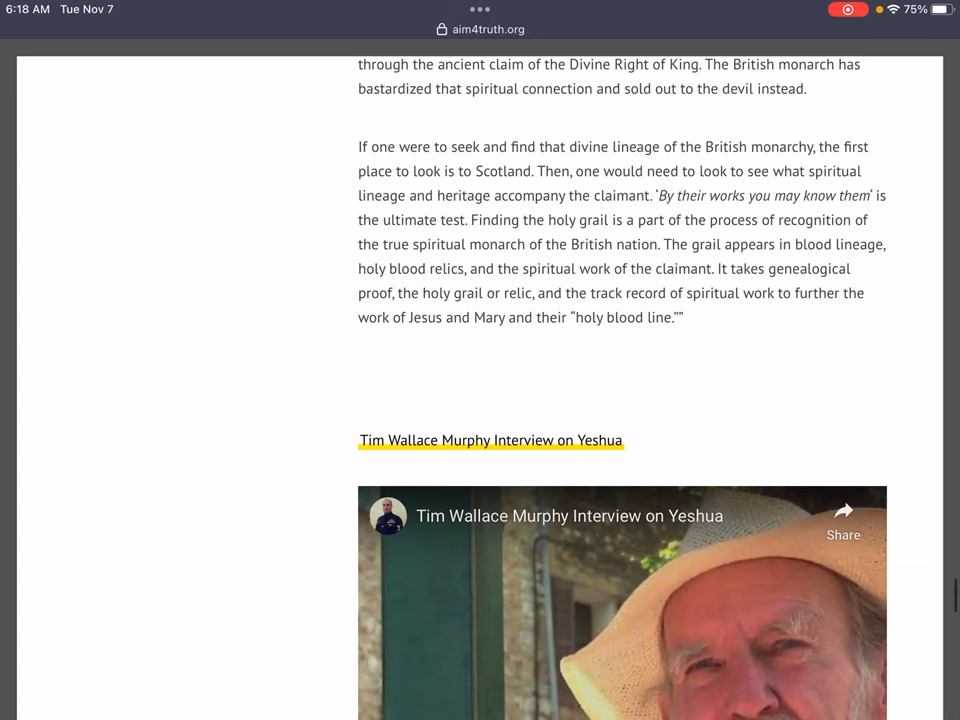 6:18 AM Tue Nov 7
75%
aim4truth.org
through the ancient claim of the Divine Right of King. The British monarch has
bastardized that spiritual connection and sold out to the devil instead.
If one were to seek and find that divine lineage of the British monarchy, the first
place to look is to Scotland. Then, one would need to look to see what spiritual
lineage and heritage accompany the claimant. ‘By their works you may know them‘ is
the ultimate test. Finding the holy grail is a part of the process of recognition of
the true spiritual monarch of the British nation. The grail appears in blood lineage,
holy blood relics, and the spiritual work of the claimant. It takes genealogical
proof, the holy grail or relic, and the track record of spiritual work to further the
work of Jesus and Mary and their “holy blood line.””
Tim Wallace Murphy Interview on Yeshua
Tim Wallace Murphy Interview on Yeshua
Share